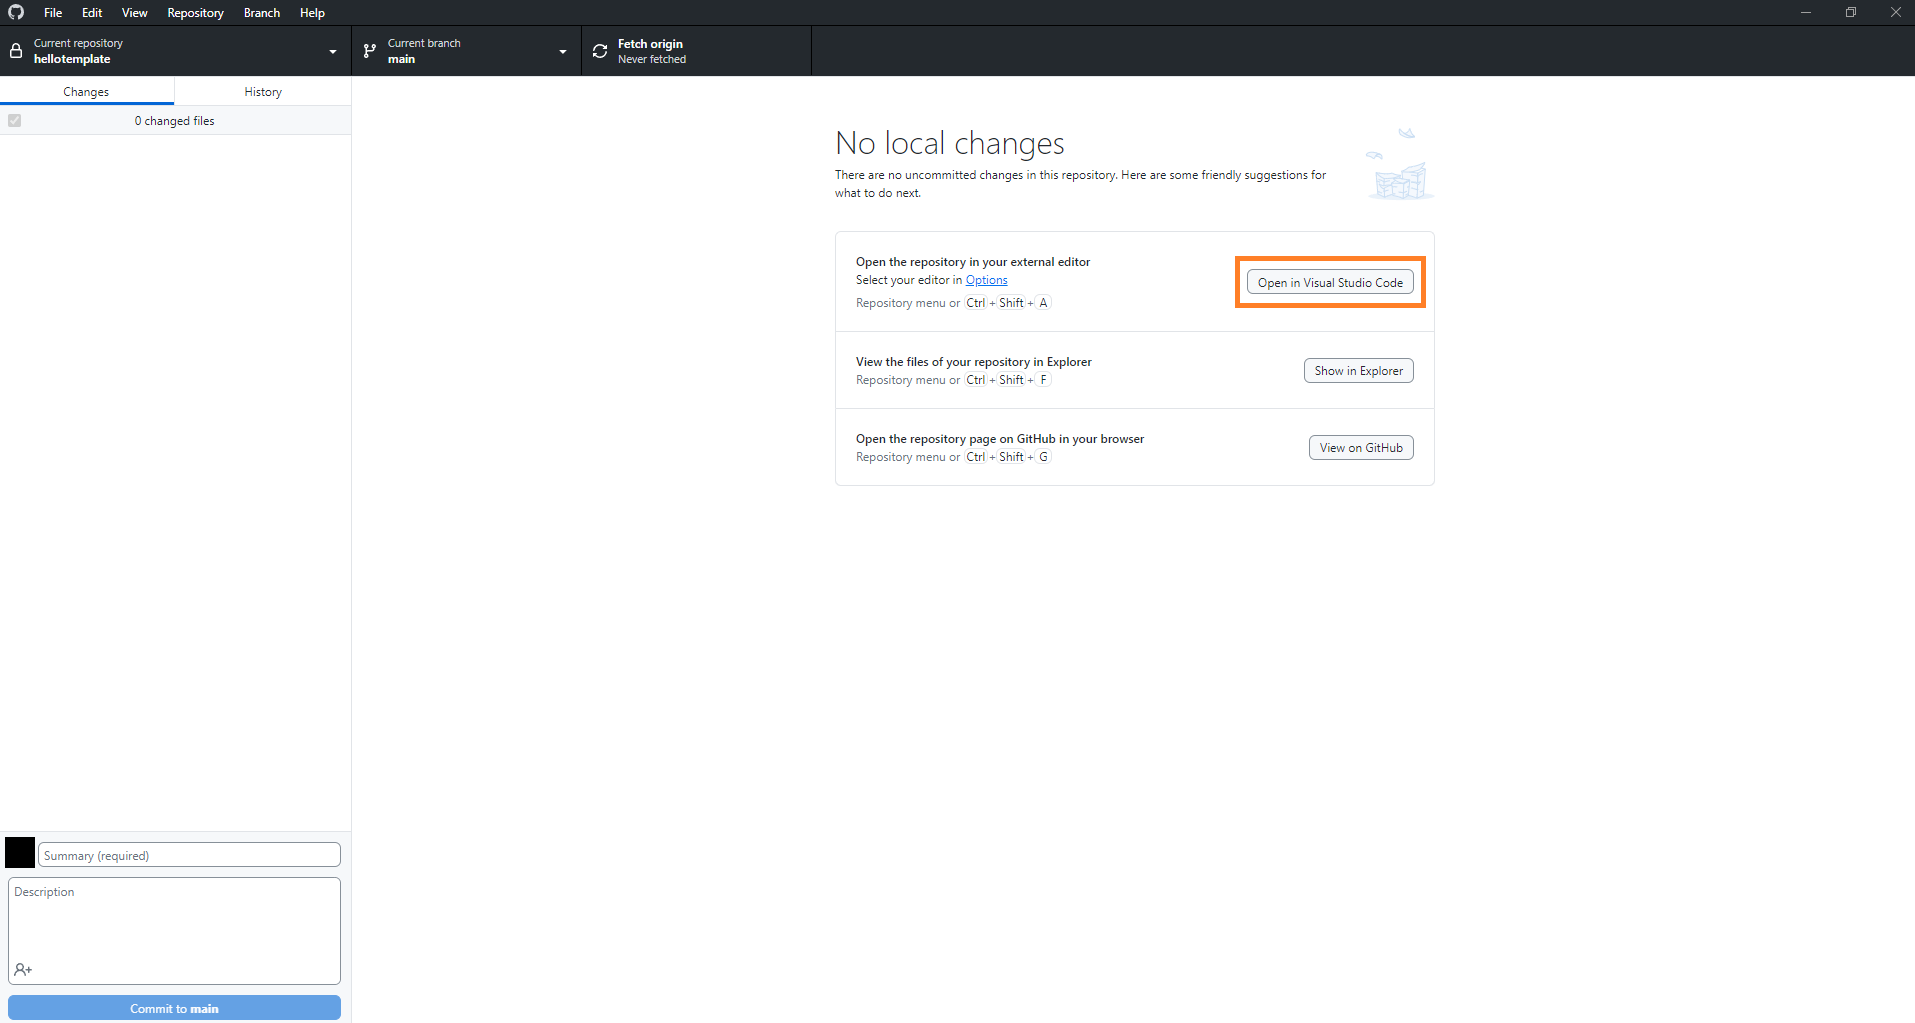 File Edit View Repository Branch Help
Current repository
hellotemplate
Current branch
main
Fetch origin
Never fetched
Changes
History
0 changed files
No local changes
There are no uncommitted changes in this repository. Here are some friendly suggestions for
what to do next.
Open the repository in your external editor
Select your editor in Options
Repository menu or Ctrl + Shift + A
Open in Visual Studio Code
View the files of your repository in Explorer
Repository menu or Ctrl + Shift + F
Show in Explorer
Open the repository page on GitHub in your browser
Repository menu or Ctrl + Shift + G
View on GitHub
Summary (required)
Description
Commit to main